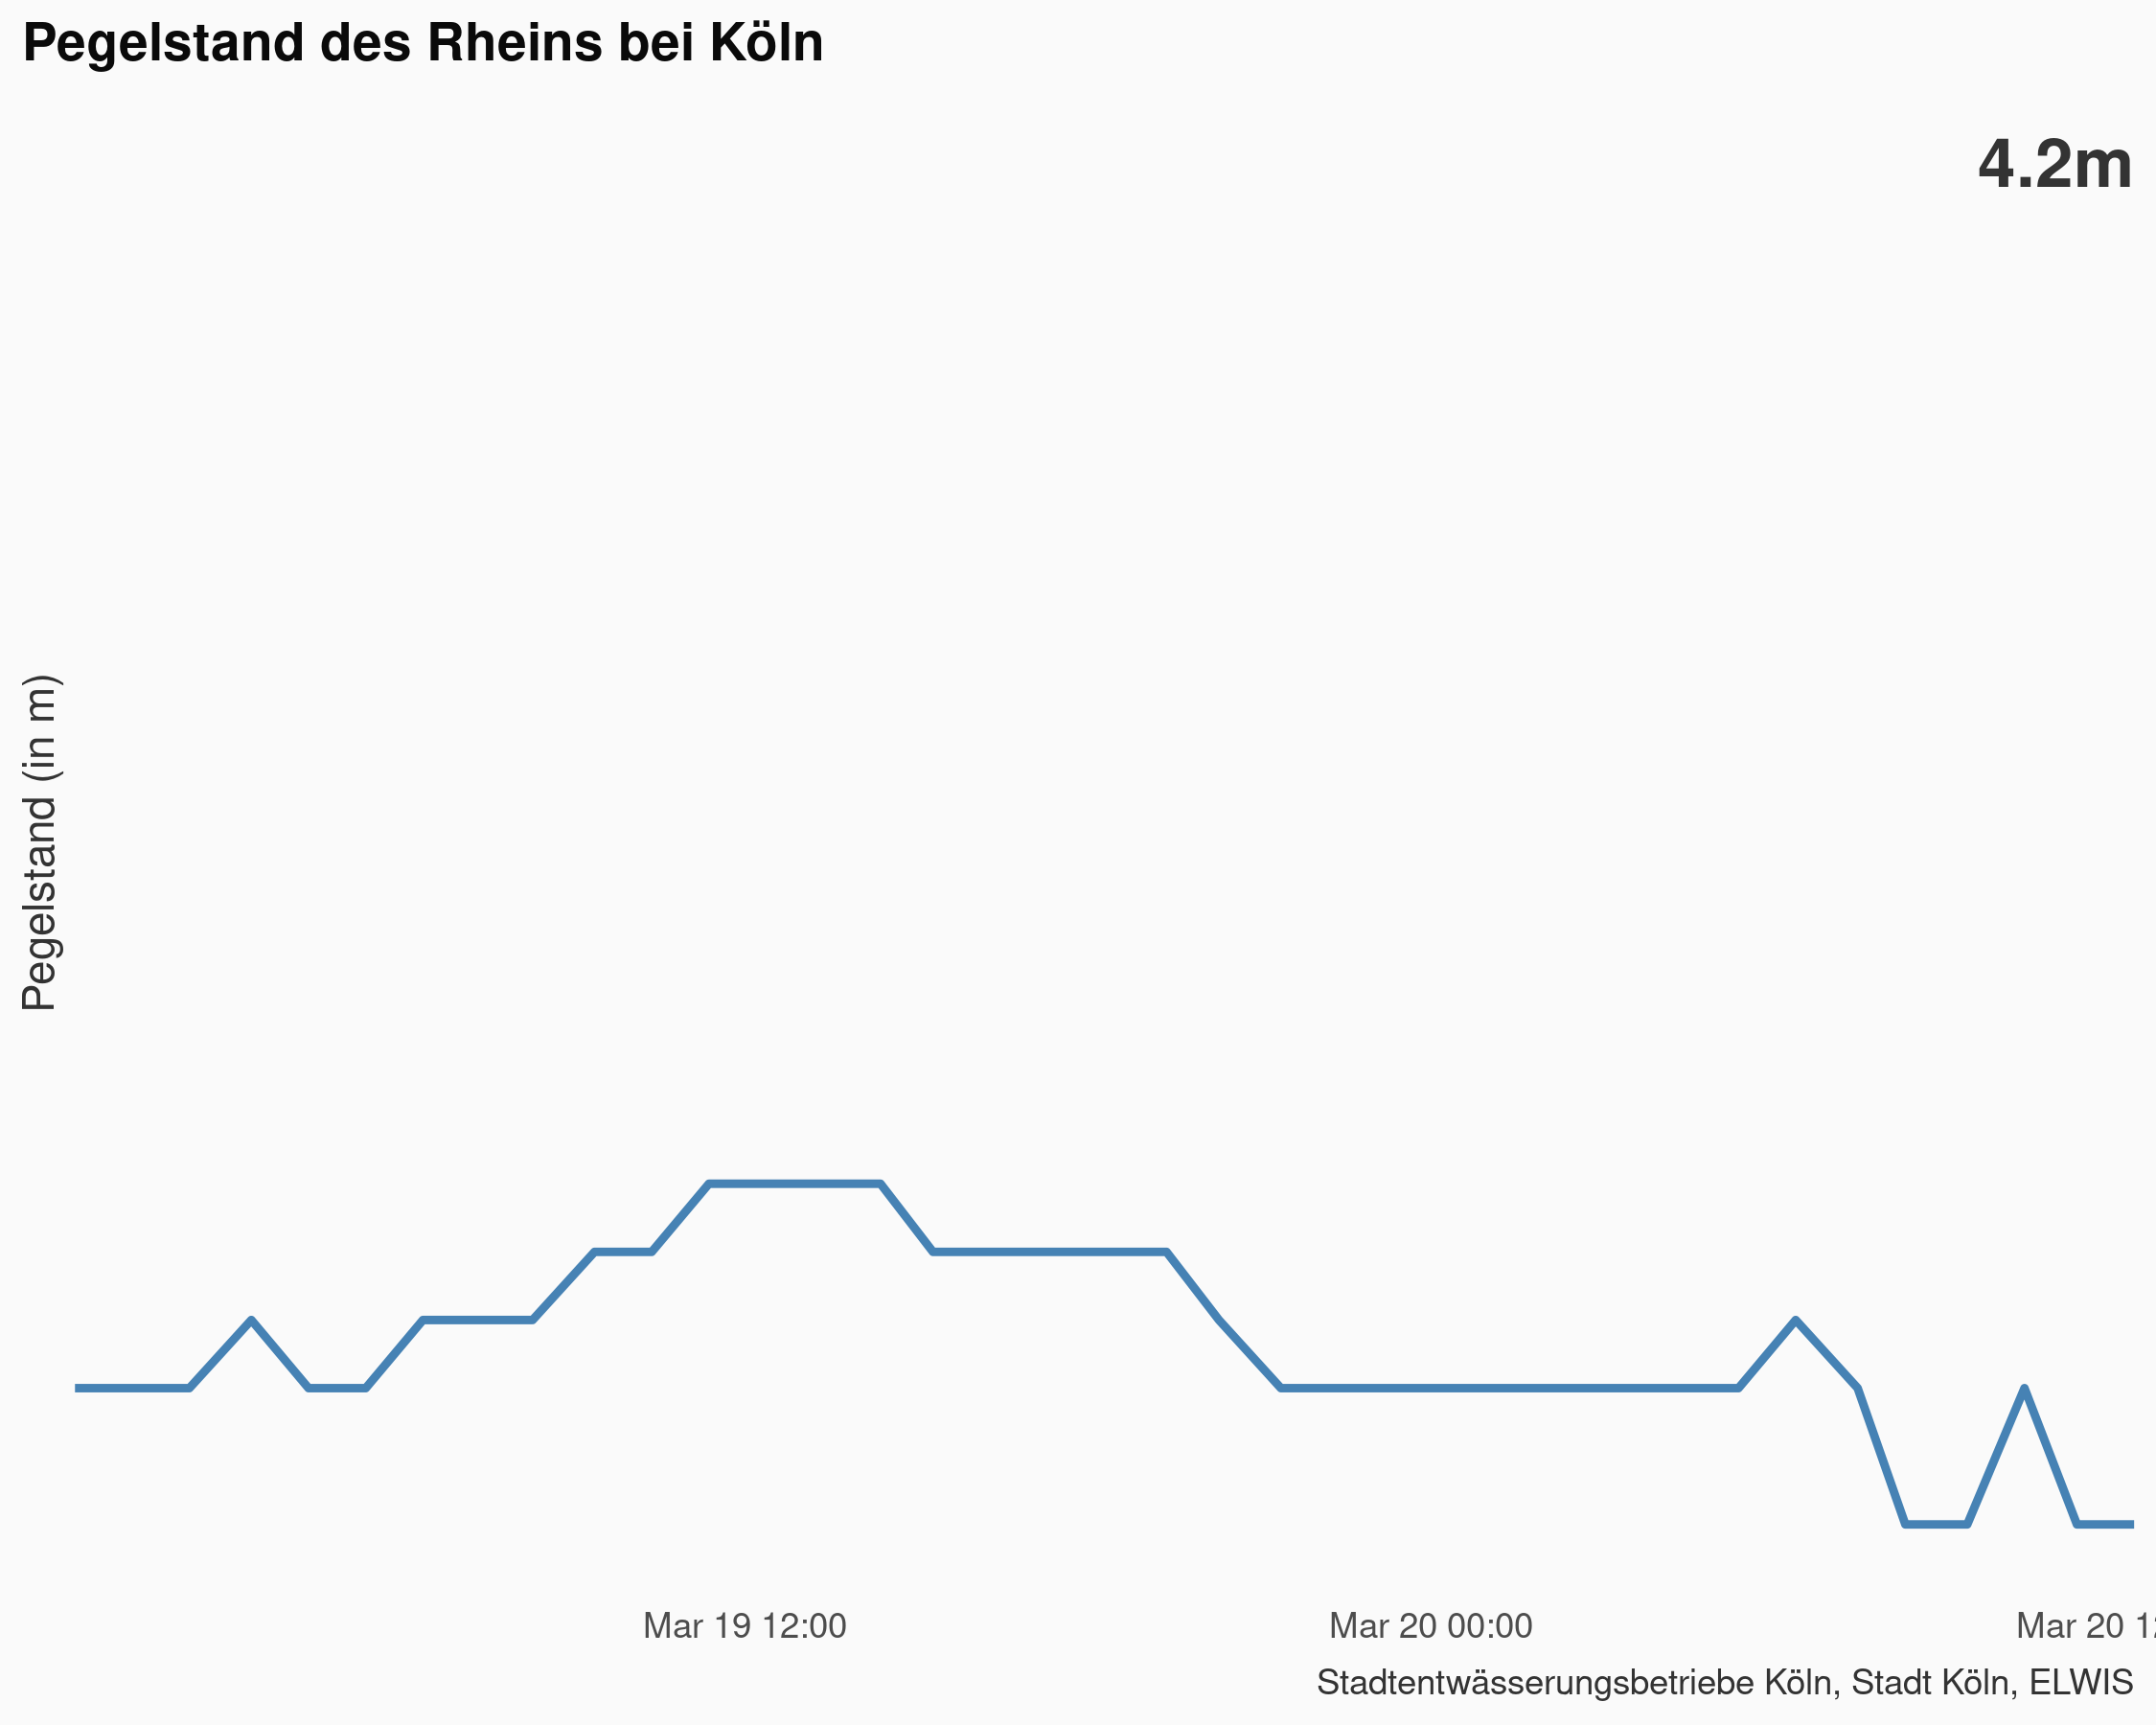 Pegelstand des Rheins bei Köln
4.2m
Pegelstand (in m)
Mar 19 12:00
Mar 20 00:00
Mar 20 12
Stadtentwässerungsbetriebe Köln, Stadt Köln, ELWIS